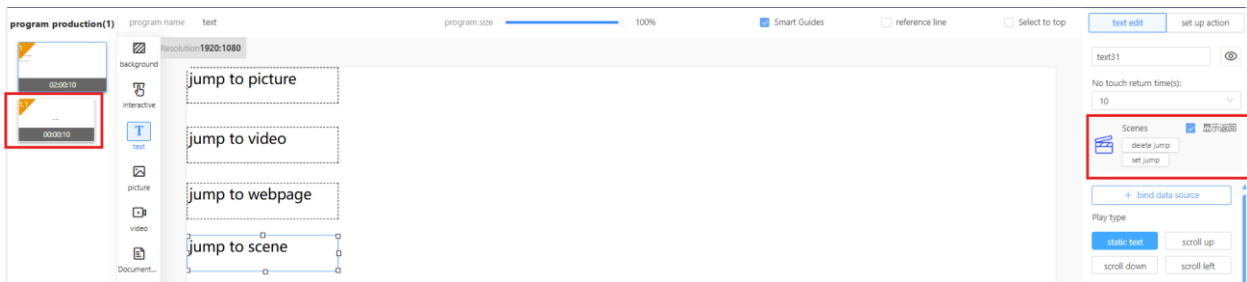 program production(1)
program name text program size 100% Smart Guides reference line Select to top
text edit set up action
Resolution1920:1080
1
02:00:10
1.1
00:00:10
background
interactive
T
text
picture
video
Document...
jump to picture
jump to video
jump to webpage
jump to scene
text31
No touch return time(s):
10
Scenes 显示返回
delete jump
set jump
+ bind data source
Play type
static text scroll up
scroll down scroll left